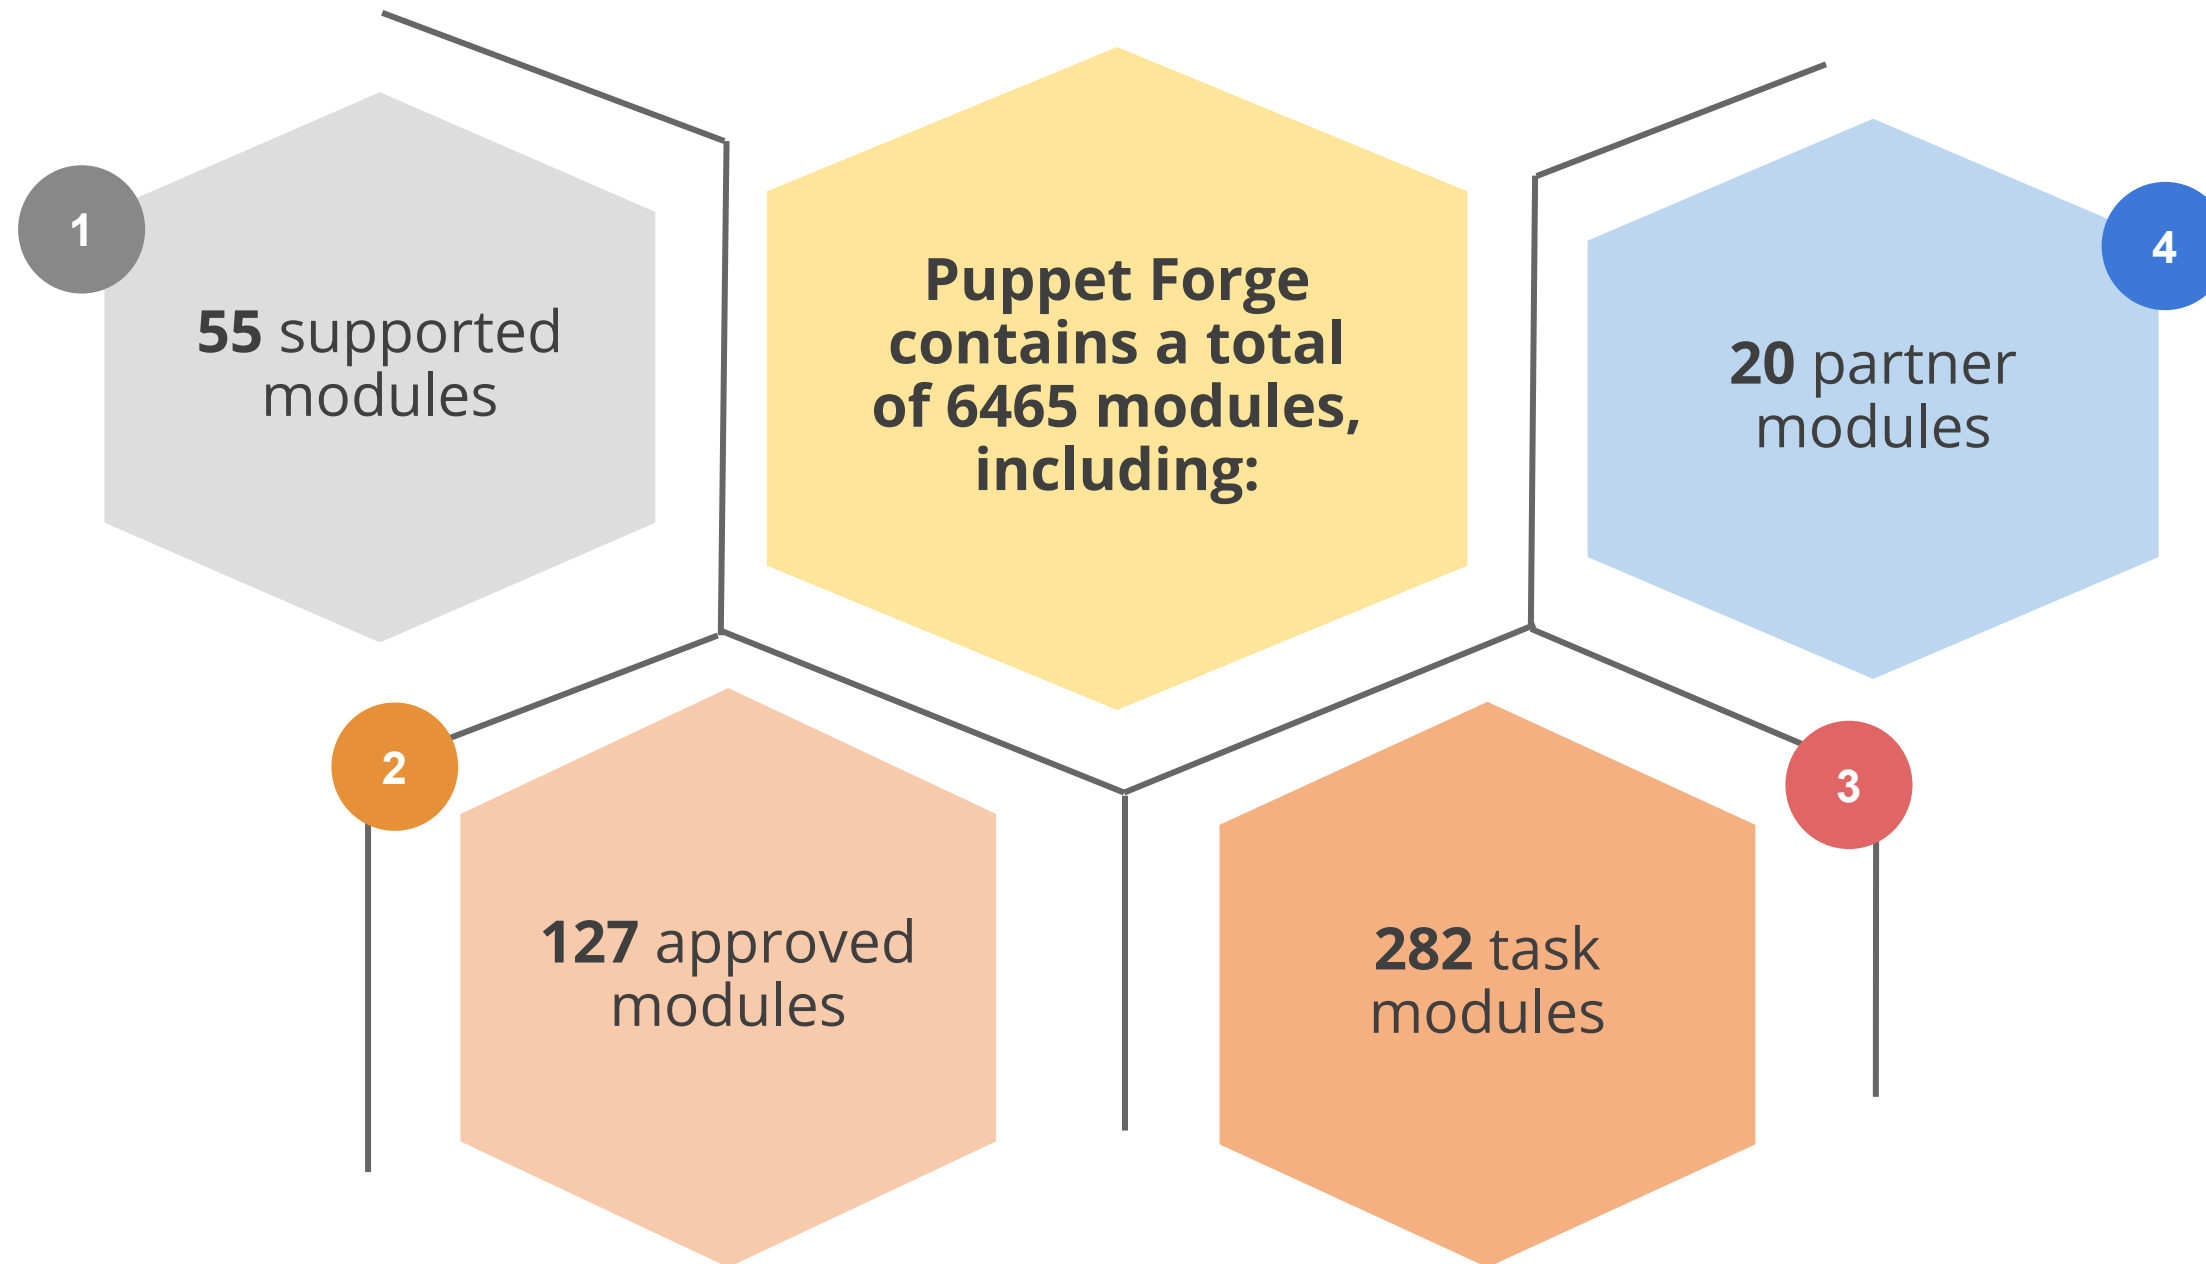 Puppet Forge
contains a total
of 6465 modules,
including:
1
55 supported
modules
2
127 approved
modules
3
282 task
modules
4
20 partner
modules